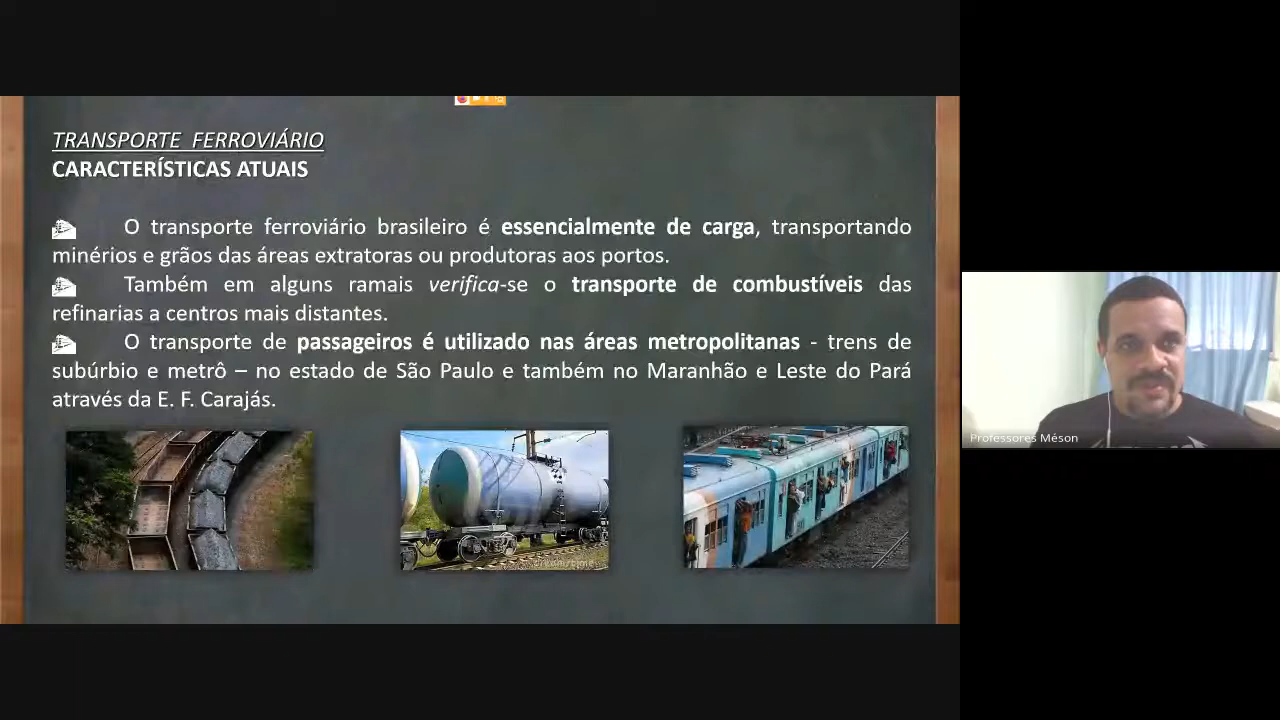 TRANSPORTE FERROVIÁRIO
CARACTERÍSTICAS ATUAIS
O transporte ferroviário brasileiro é essencialmente de carga, transportando
minérios e grãos das áreas extratoras ou produtoras aos portos.
Também em alguns ramais verifica-se o transporte de combustíveis das
refinarias a centros mais distantes.
O transporte de passageiros é utilizado nas áreas metropolitanas - trens de
subúrbio e metrô – no estado de São Paulo e também no Maranhão e Leste do Pará
através da E. F. Carajás.
Professores Méson